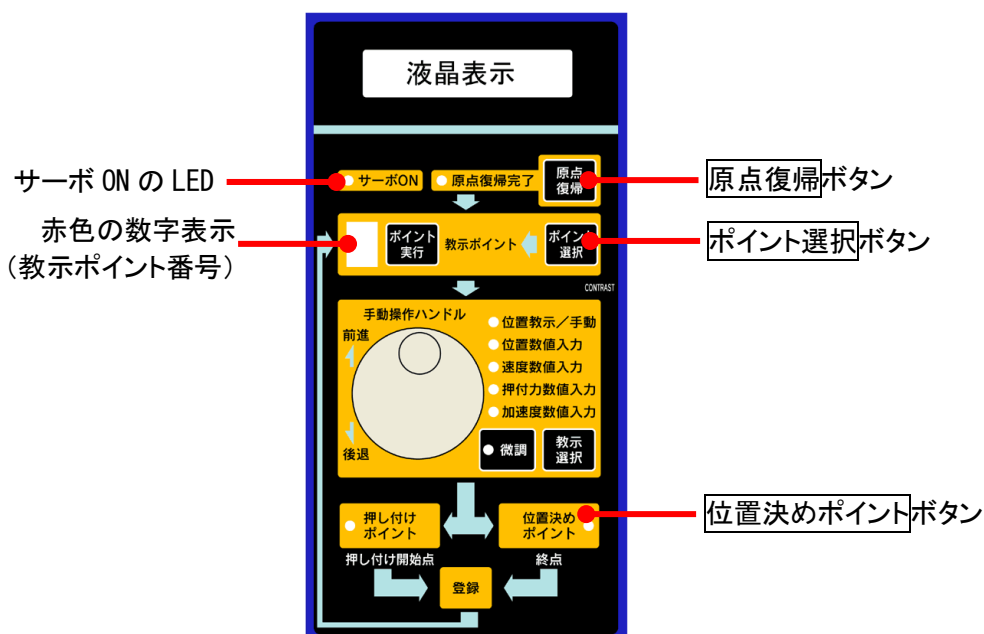 液晶表示
サーボ ON の LED
サーボON
原点復帰完了
原点
復帰
原点復帰ボタン
赤色の数字表示
（教示ポイント番号）
ポイント
実行
教示ポイント
ポイント
選択
ポイント選択ボタン
CONTRAST
手動操作ハンドル
前進
後退
位置教示／手動
位置数値入力
速度数値入力
押付力数値入力
加速度数値入力
微調
教示
選択
押し付け
ポイント
位置決め
ポイント
位置決めポイントボタン
押し付け開始点
終点
登録